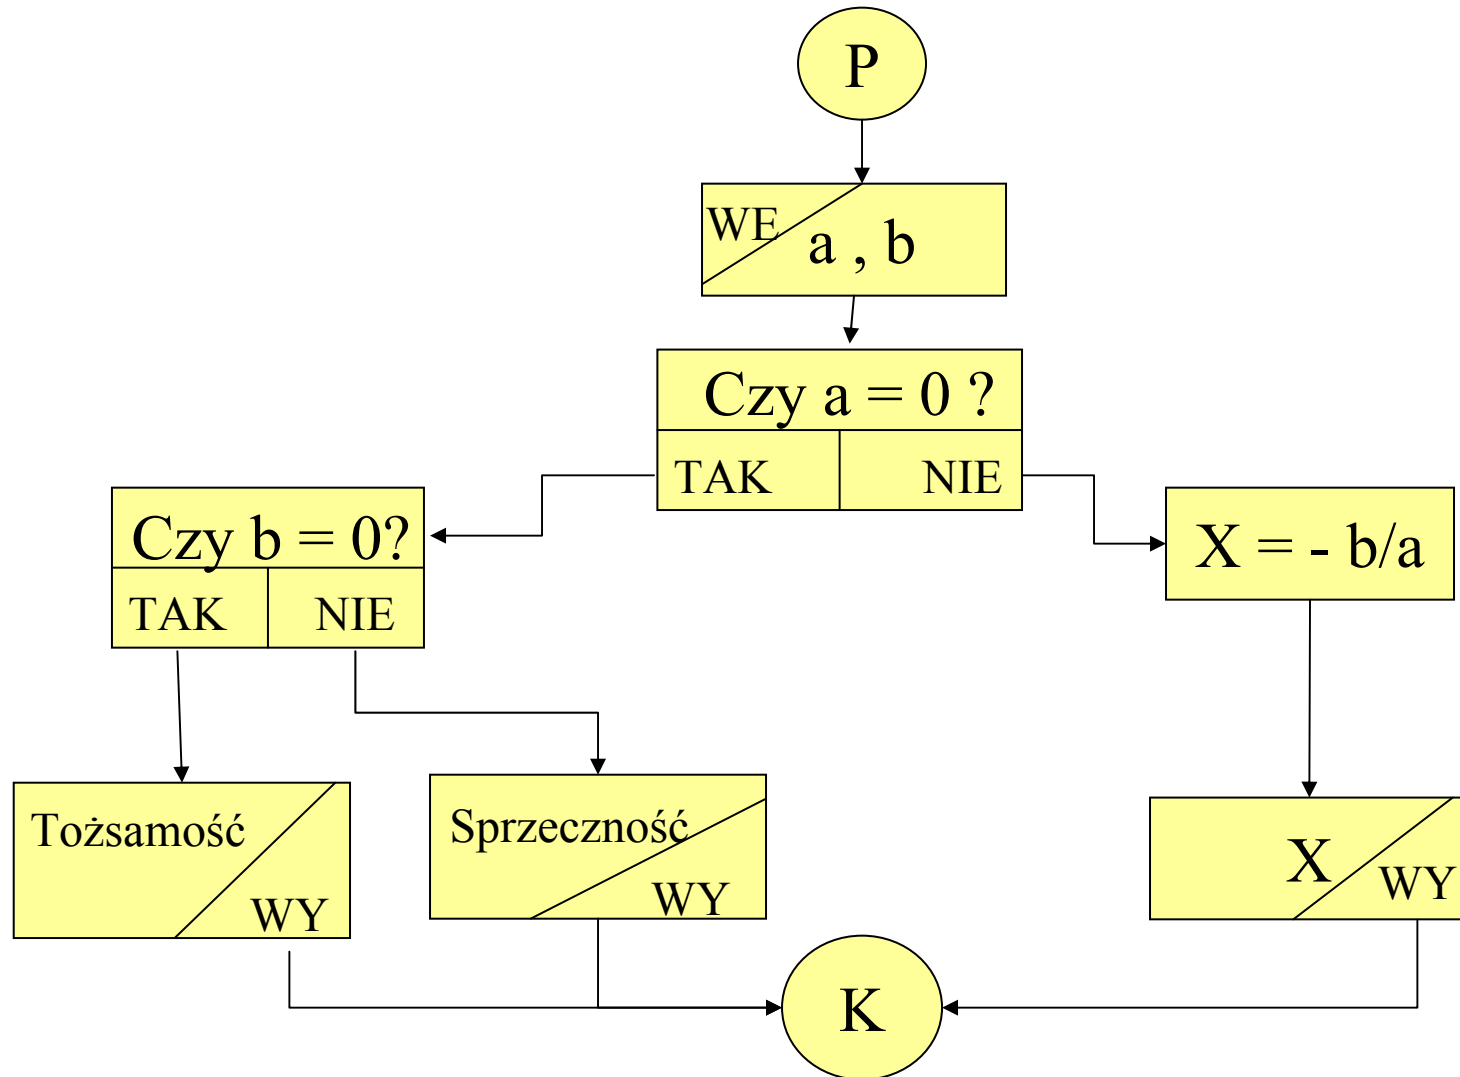 P
WE
a , b
Czy a = 0 ?
TAK NIE
Czy b = 0?
TAK NIE
X = - b/a
Tożsamość
WY
Sprzeczność
WY
X
WY
K